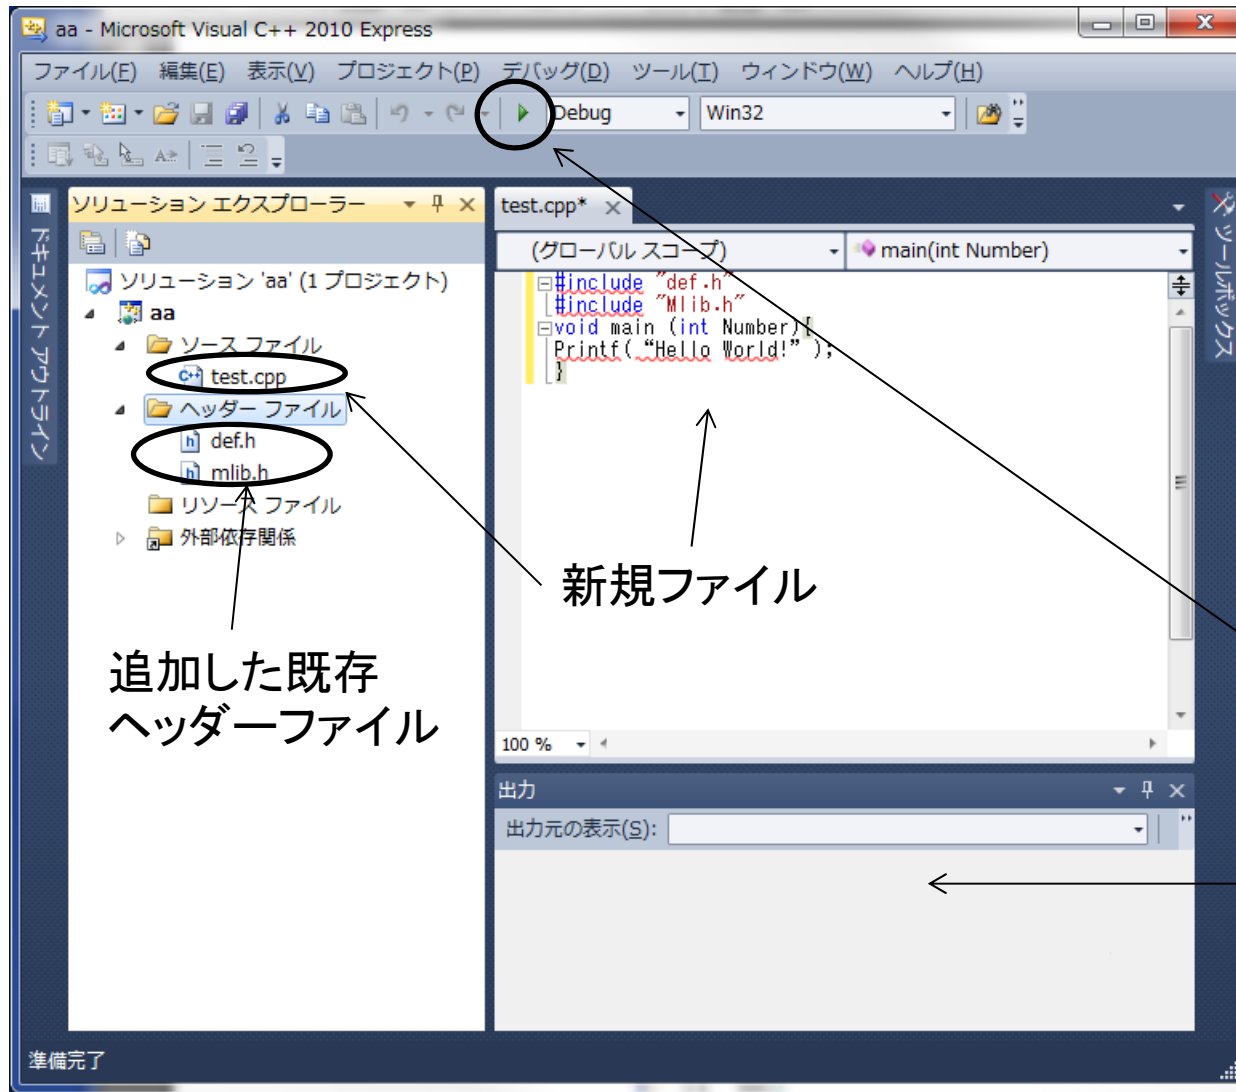 aa - Microsoft Visual C++ 2010 Express
ファイル(F) 編集(E) 表示(V) プロジェクト(P) デバッグ(D) ツール(T) ウィンドウ(W) ヘルプ(H)
Debug Win32
ドキュメント アウトライン
ソリューション エクスプローラー
ソリューション 'aa' (1 プロジェクト)
aa
ソース ファイル
test.cpp
ヘッダー ファイル
def.h
mlib.h
リソース ファイル
外部依存関係
追加した既存
ヘッダーファイル
test.cpp*
(グローバル スコープ) main(int Number)
#include "def.h"
#include "Mlib.h"
void main (int Number){
Printf( “Hello World!” );
}
新規ファイル
100 %
出力
出力元の表示(S):
ツールボックス
準備完了